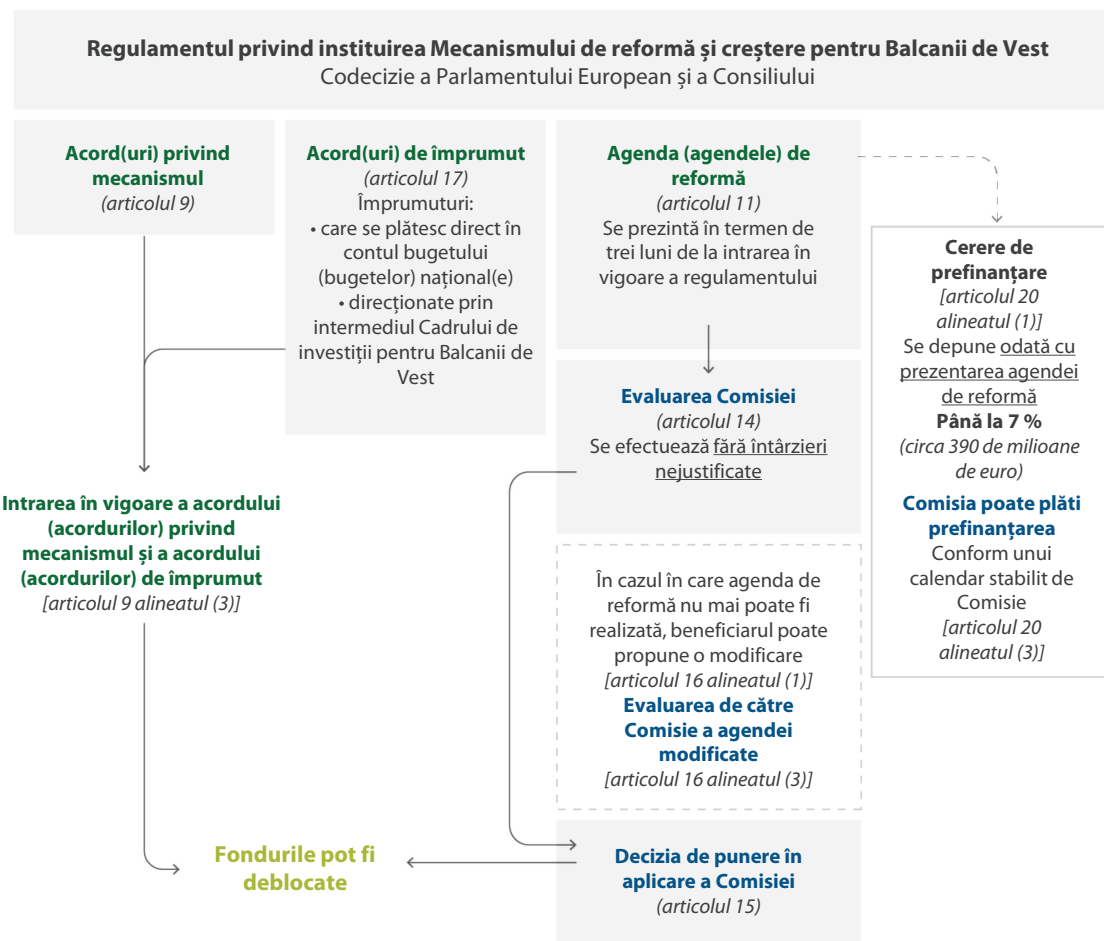 Regulamentul privind instituirea Mecanismului de reformă și creștere pentru Balcanii de Vest
Codecizie a Parlamentului European și a Consiliului
Acord(uri) privind
mecanismul
(articolul 9)
Acord(uri) de împrumut
(articolul 17)
Împrumuturi:
• care se plătesc direct în
contul bugetului
(bugetelor) național(e)
• direcționate prin
intermediul Cadrului de
investiții pentru Balcanii de
Vest
Agenda (agendele) de
reformă
(articolul 11)
Se prezintă în termen de
trei luni de la intrarea în
vigoare a regulamentului
Cerere de
prefinanțare
[articolul 20
alineatul (1)]
Se depune odată cu
prezentarea agendei
de reformă
Până la 7 %
(circa 390 de milioane
de euro)
Comisia poate plăti
prefinanțarea
Conform unui
calendar stabilit de
Comisie
[articolul 20
alineatul (3)]
Evaluarea Comisiei
(articolul 14)
Se efectuează fără întârzieri
nejustificate
Intrarea în vigoare a acordului
(acordurilor) privind
mecanismul și a acordului
(acordurilor) de împrumut
[articolul 9 alineatul (3)]
În cazul în care agenda de
reformă nu mai poate fi
realizată, beneficiarul poate
propune o modificare
[articolul 16 alineatul (1)]
Evaluarea de către
Comisie a agendei
modificate
[articolul 16 alineatul (3)]
Fondurile pot fi
deblocate
Decizia de punere în
aplicare a Comisiei
(articolul 15)